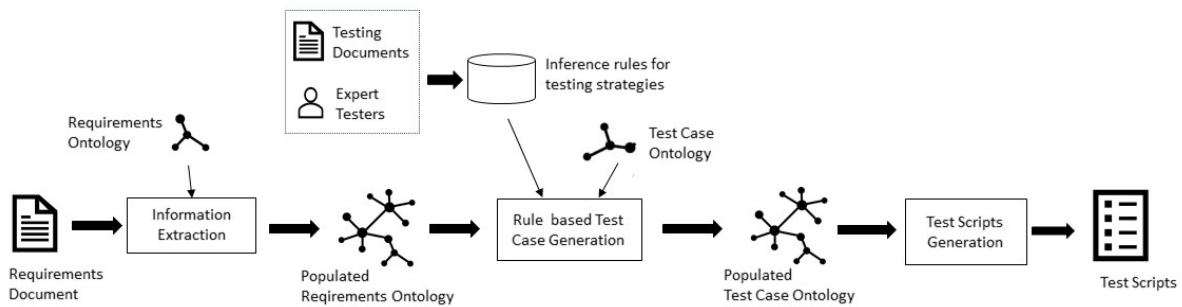 Testing
Documents
Expert
Testers
Inference rules for
testing strategies
Requirements
Ontology
Test Case
Ontology
Information
Extraction
Rule based Test
Case Generation
Test Scripts
Generation
Requirements
Document
Populated
Reqirements Ontology
Populated
Test Case Ontology
Test Scripts